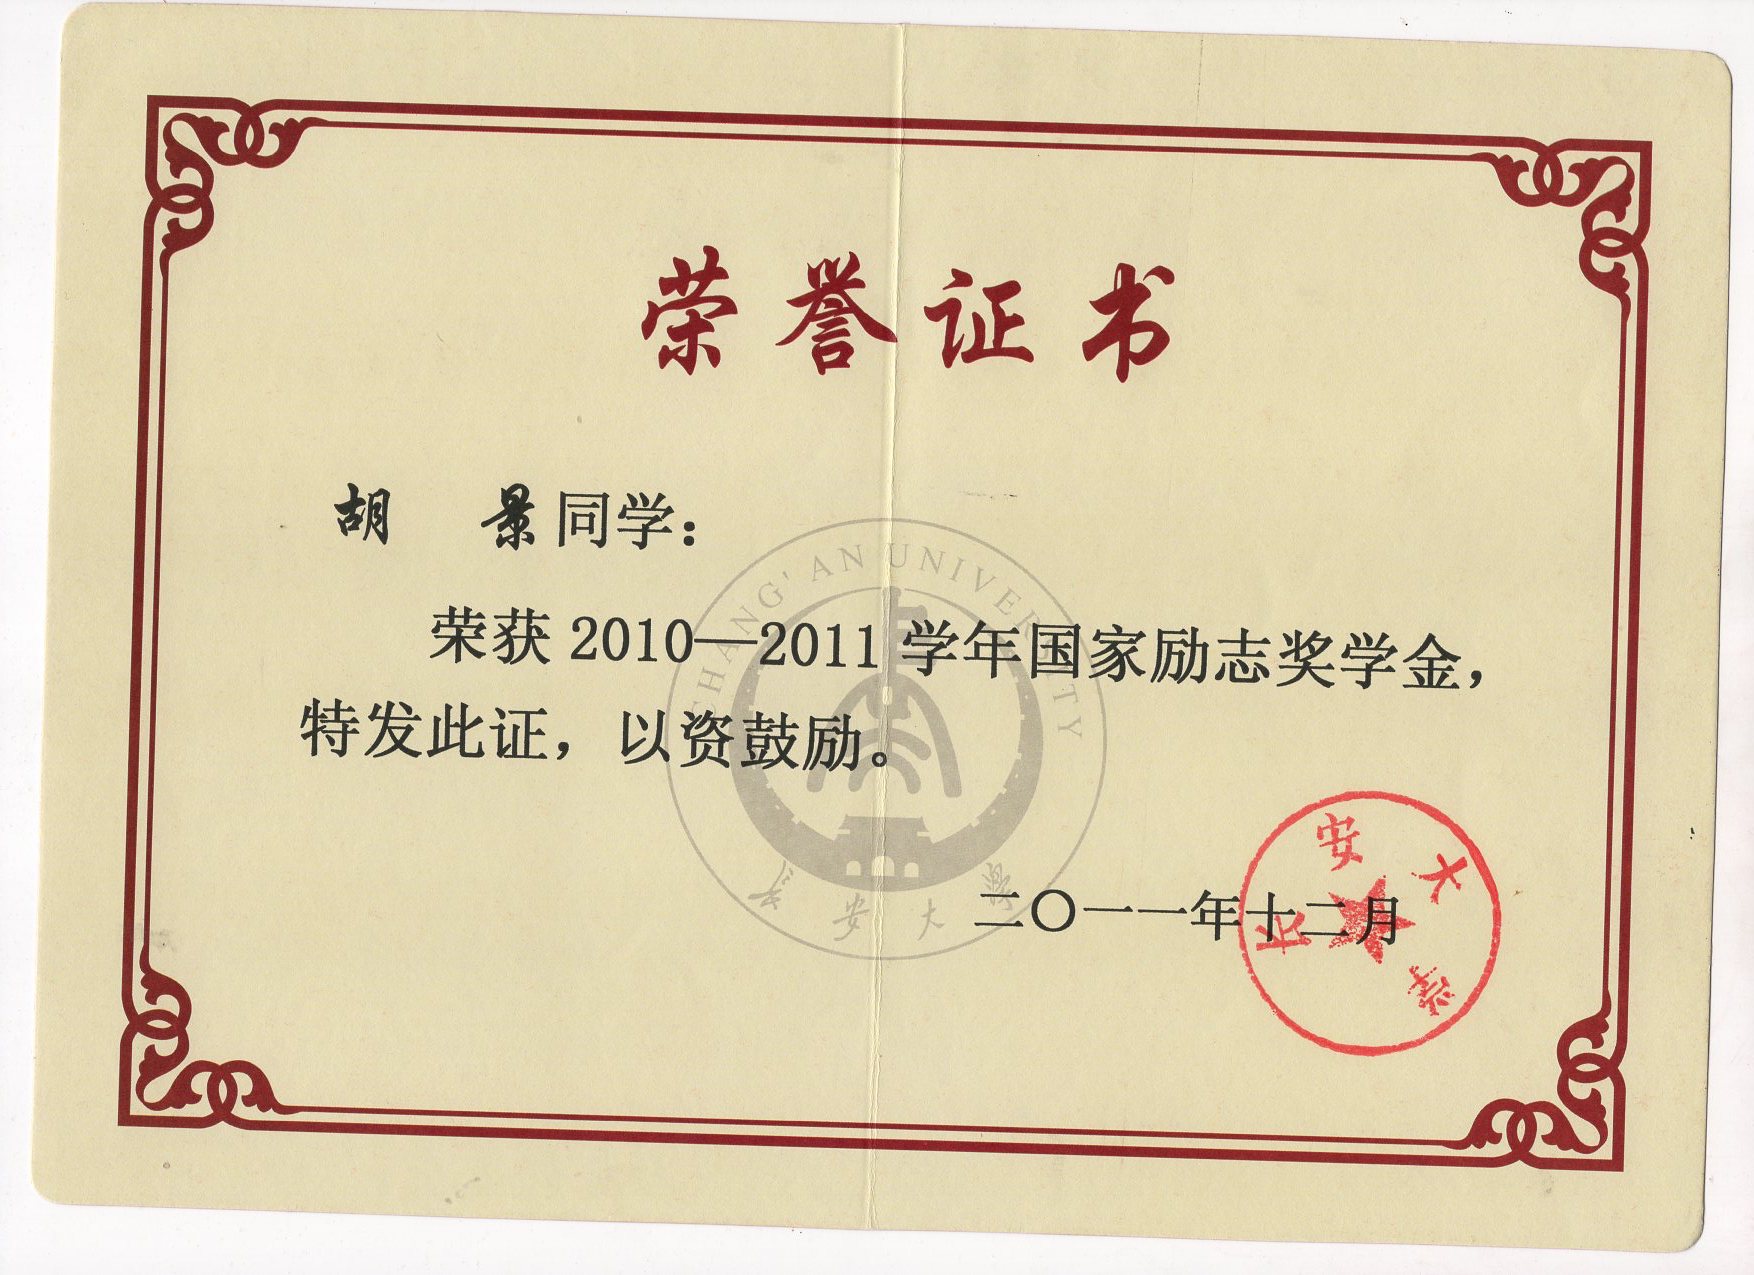 荣誉证书
胡 景同学：
荣获 2010—2011 学年国家励志奖学金，
特发此证，以资鼓励。
CHANG'AN UNIVERSITY
长安大学
二〇一一年十二月
长安大学